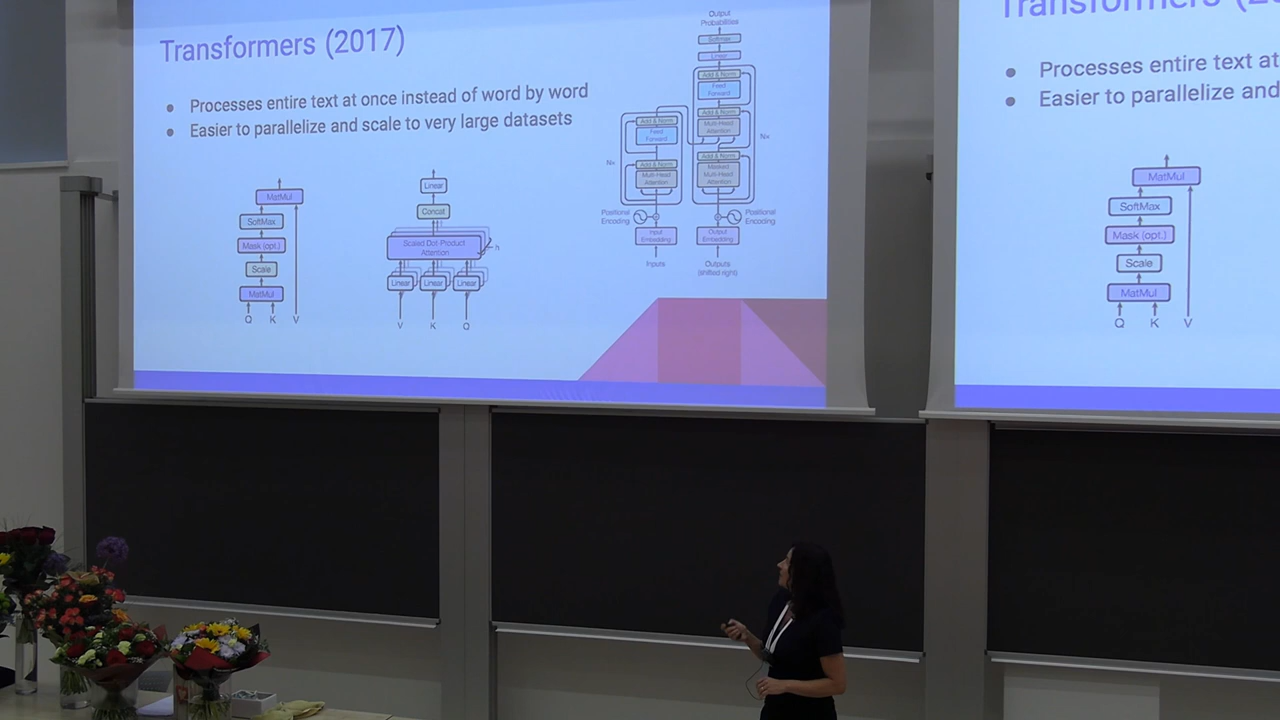 Transformers (2017)
● Processes entire text at once instead of word by word
● Easier to parallelize and scale to very large datasets
MatMul
SoftMax
Mask (opt.)
Scale
MatMul
Q K V
Linear
Concat
Scaled Dot-Product
Attention
h
Linear Linear Linear
V K Q
Output
Probabilities
Softmax
Linear
Add & Norm
Feed
Forward
Add & Norm
Multi-Head
Attention
Add & Norm
Masked
Multi-Head
Attention
Nx
Add & Norm
Feed
Forward
Add & Norm
Multi-Head
Attention
Nx
Positional
Encoding
Positional
Encoding
Input
Embedding
Output
Embedding
Inputs
Outputs
(shifted right)
Transformers (20
● Processes entire text at
● Easier to parallelize and
MatMul
SoftMax
Mask (opt.)
Scale
MatMul
Q K V